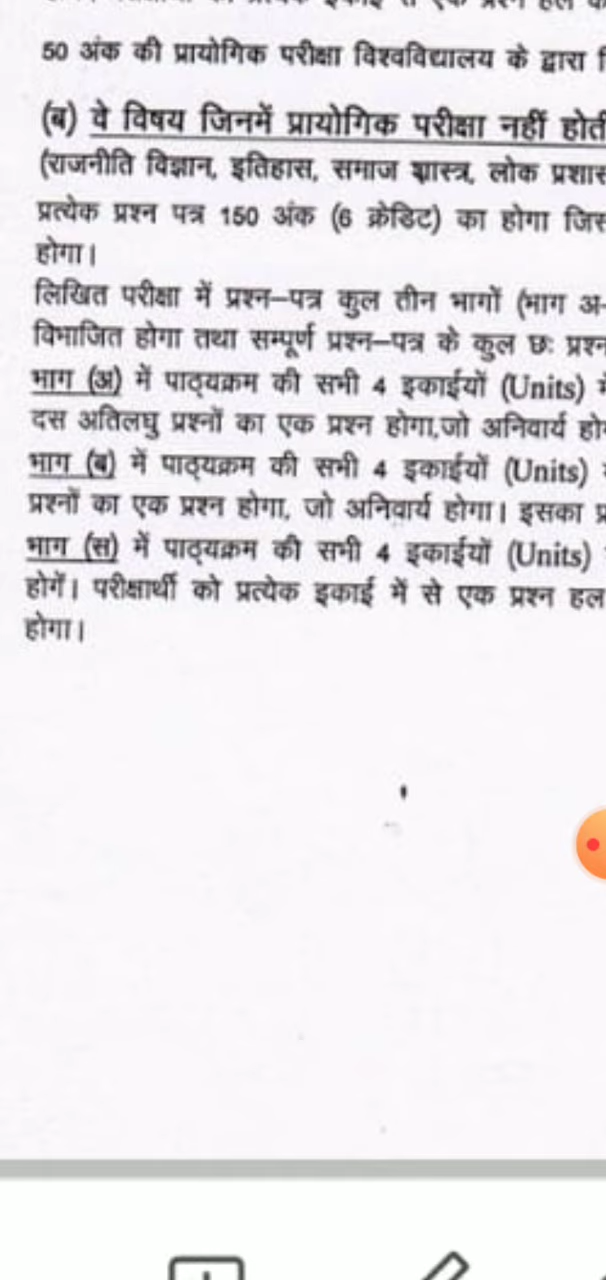 50 अंक की प्रायोगिक परीक्षा विश्वविद्यालय के द्वारा
(ब) वे विषय जिनमें प्रायोगिक परीक्षा नहीं होती
(राजनीति विज्ञान, इतिहास, समाज शास्त्र, लोक प्रशास
प्रत्येक प्रश्न पत्र 150 अंक (6 क्रेडिट) का होगा जिस
होगा।
लिखित परीक्षा में प्रश्न–पत्र कुल तीन भागों (भाग अ-
विभाजित होगा तथा सम्पूर्ण प्रश्न–पत्र के कुल छः प्रश्न
भाग (अ) में पाठ्यक्रम की सभी 4 इकाईयों (Units)
दस अतिलघु प्रश्नों का एक प्रश्न होगा,जो अनिवार्य
भाग (ब) में पाठ्यक्रम की सभी 4 इकाईयों (Units)
प्रश्नों का एक प्रश्न होगा, जो अनिवार्य होगा। इसका
भाग (स) में पाठ्यक्रम की सभी 4 इकाईयों (Units)
होगें। परीक्षार्थी को प्रत्येक इकाई में से एक प्रश्न हल
होगा।